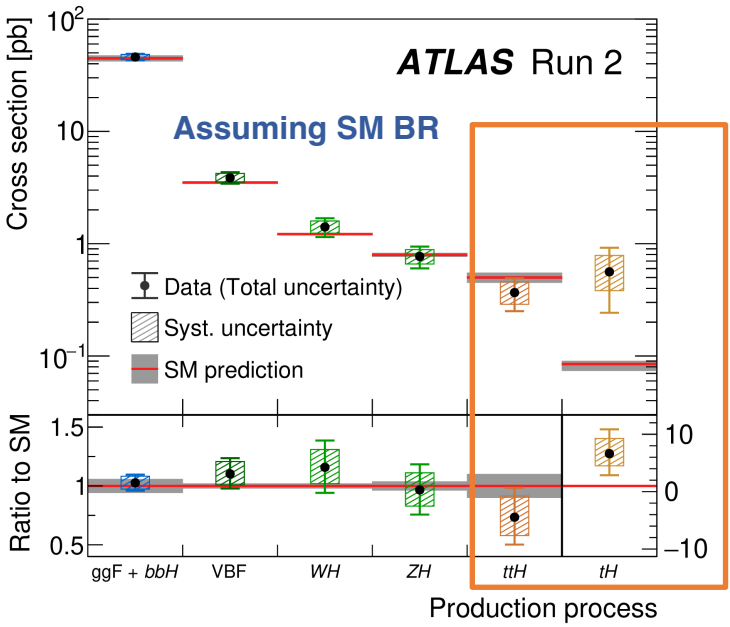 10²
Cross section [pb]
ATLAS Run 2
Assuming SM BR
10
1
Data (Total uncertainty)
Syst. uncertainty
SM prediction
10⁻¹
Ratio to SM
1.5
1
0.5
10
0
−10
ggF + bbH VBF WH ZH ttH tH
Production process